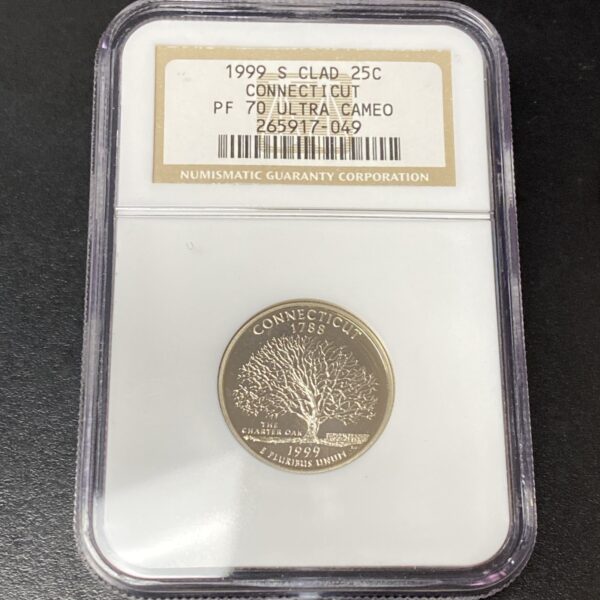 1999 S CLAD 25C
CONNECTICUT
PF 70 ULTRA CAMEO
265917-049
NUMISMATIC GUARANTY CORPORATION
CONNECTICUT
1788
THE
CHARTER OAK
1999
E PLURIBUS UNUM